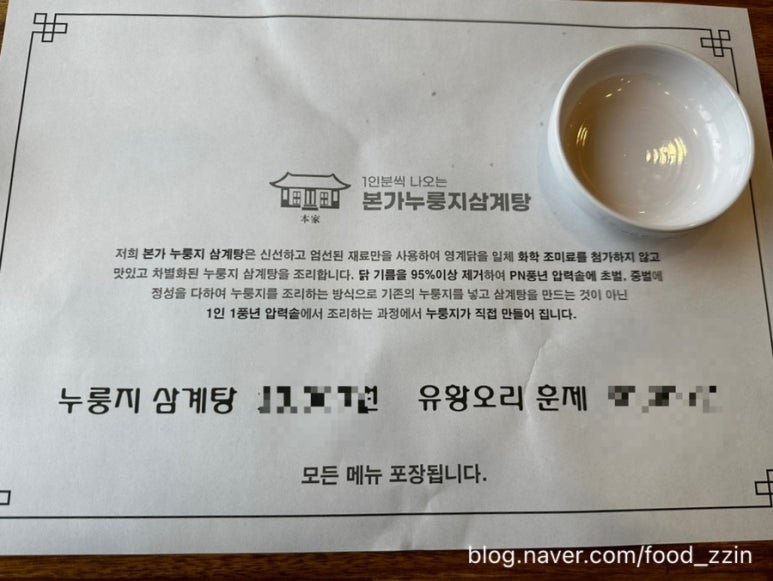 1인분씩 나오는
본가누룽지삼계탕
本家
저희 본가 누룽지 삼계탕은 신선하고 엄선된 재료만을 사용하여 영계닭을 일체 화학 조미료를 첨가하지 않고
맛있고 차별화된 누룽지 삼계탕을 조리합니다. 닭 기름을 95%이상 제거하여 PN풍년 압력솥에 초벌, 중벌에
정성을 다하여 누룽지를 조리하는 방식으로 기존의 누룽지를 넣고 삼계탕을 만드는 것이 아닌
1인 1풍년 압력솥에서 조리하는 과정에서 누룽지가 직접 만들어 집니다.
누룽지 삼계탕 유황오리 훈제
모든 메뉴 포장됩니다.
blog.naver.com/food_zzin